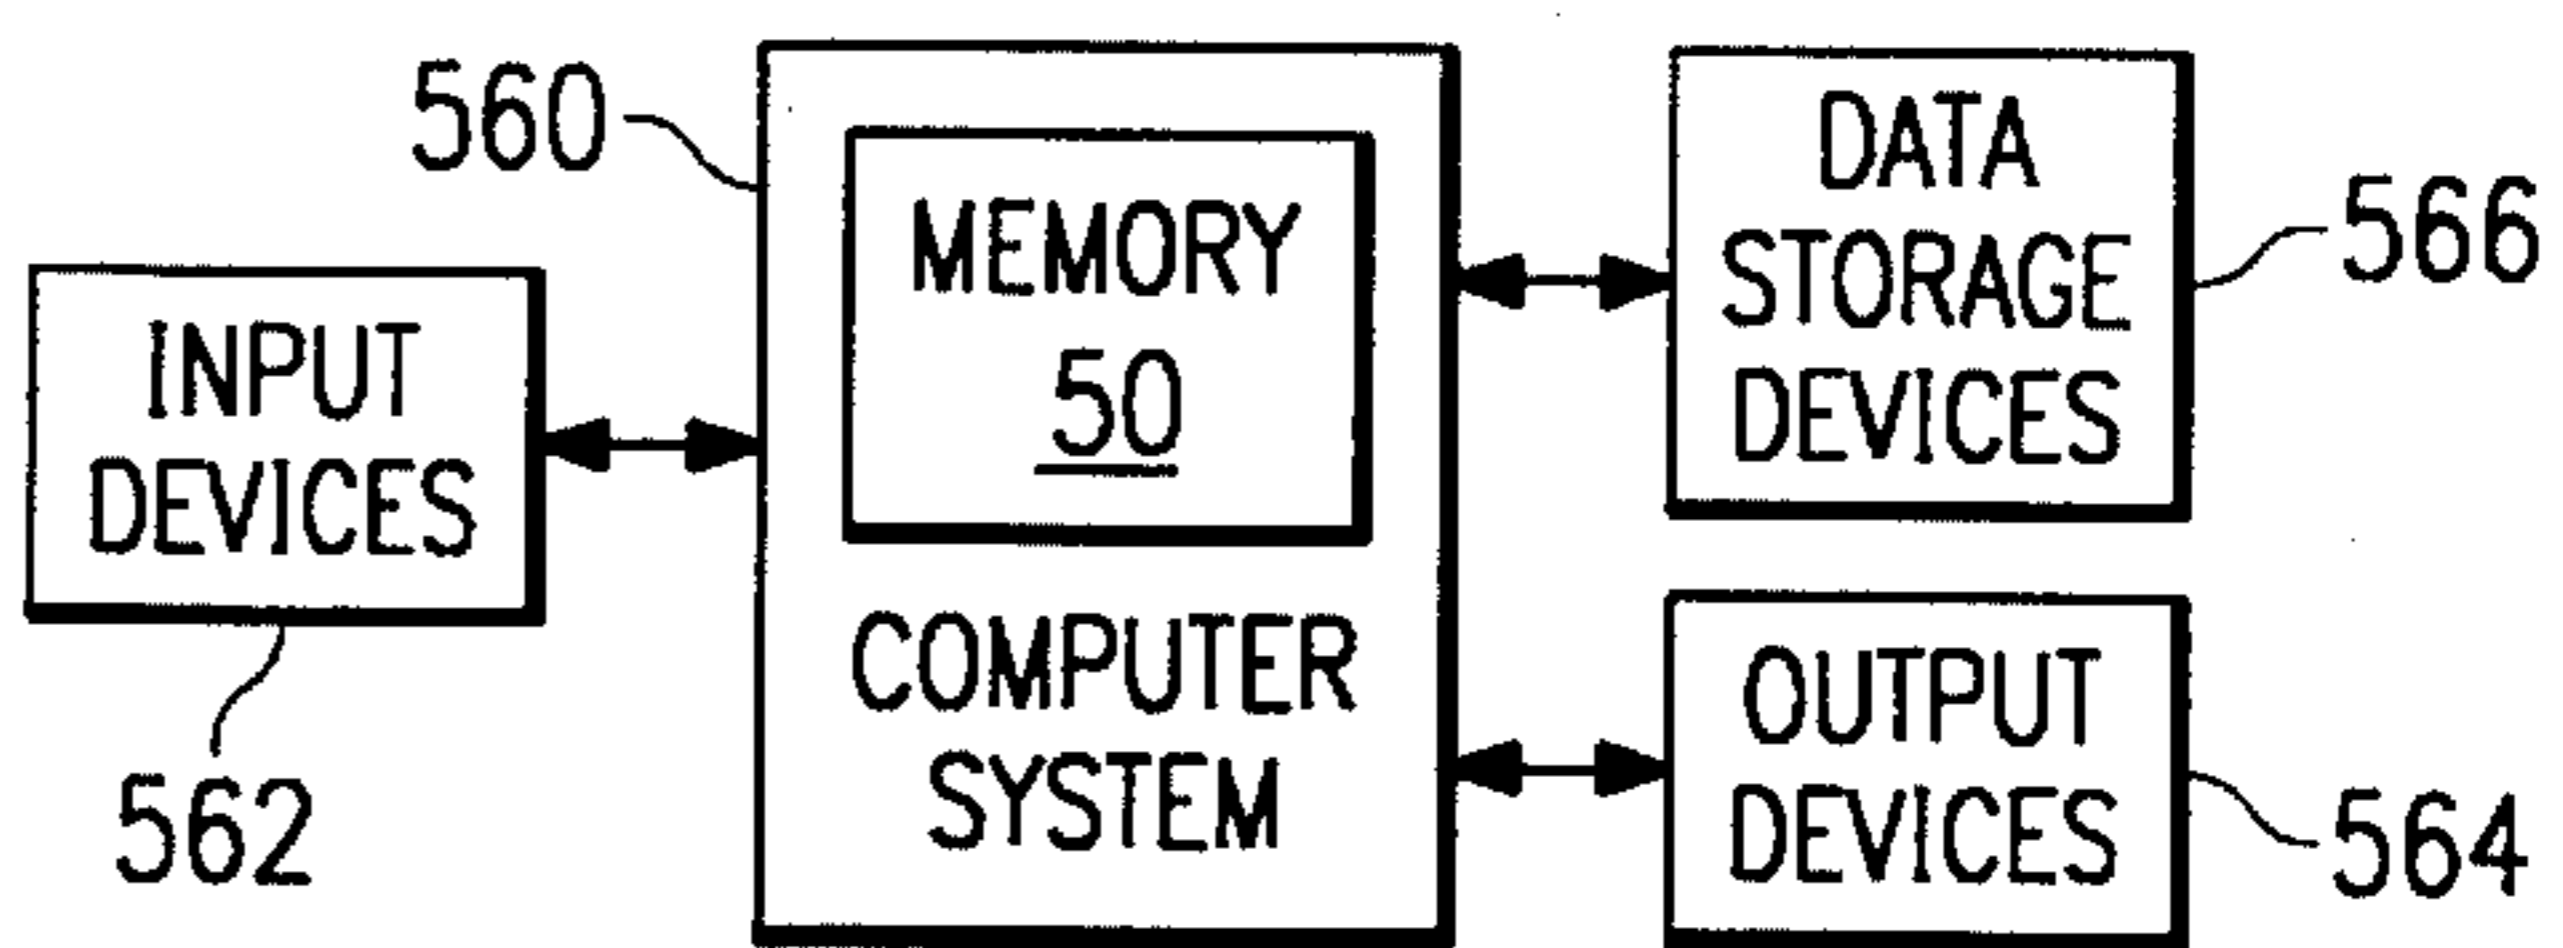 560
MEMORY
50
COMPUTER
SYSTEM
INPUT
DEVICES
562
DATA
STORAGE
DEVICES
566
OUTPUT
DEVICES
564